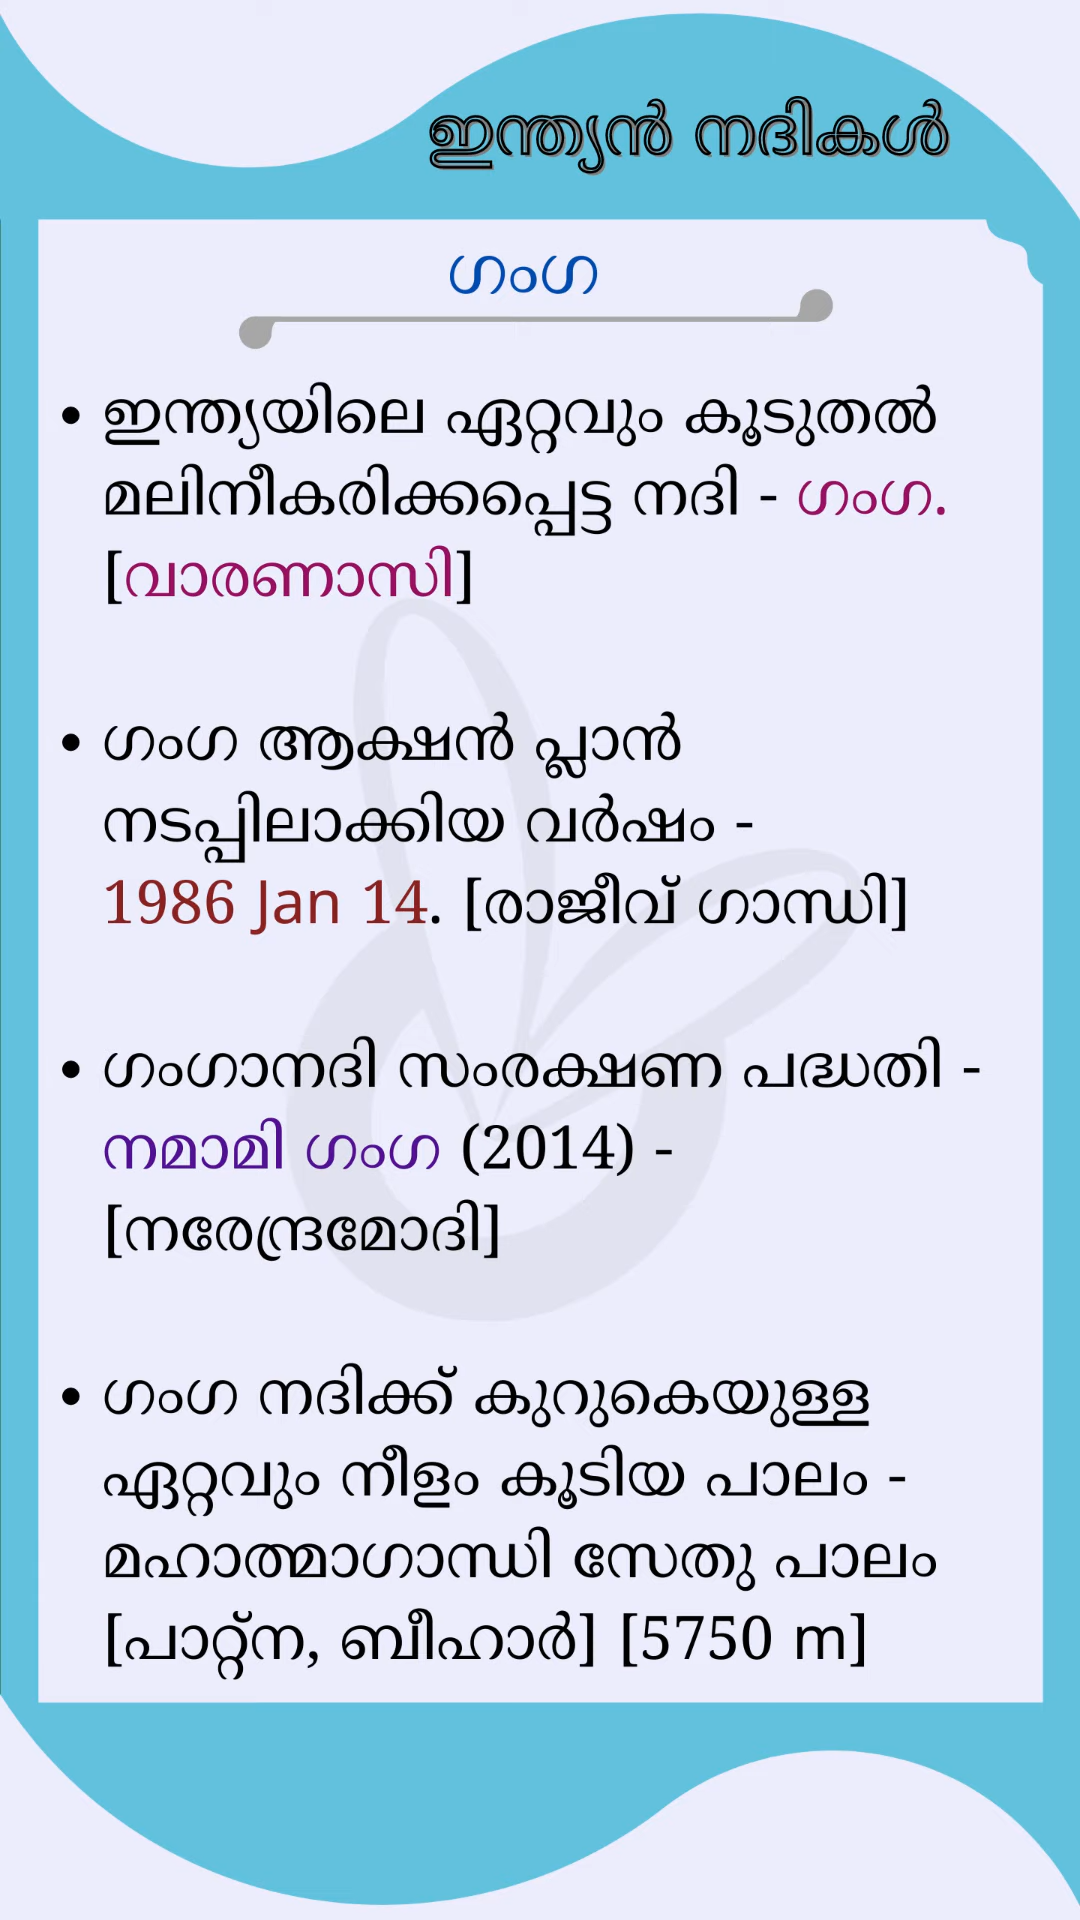 ഇന്ത്യൻ നദികൾ
ഗംഗ
• ഇന്ത്യയിലെ ഏറ്റവും കൂടുതൽ
മലിനീകരിക്കപ്പെട്ട നദി - ഗംഗ.
[വാരണാസി]
• ഗംഗ ആക്ഷൻ പ്ലാൻ
നടപ്പിലാക്കിയ വർഷം -
1986 Jan 14. [രാജീവ് ഗാന്ധി]
• ഗംഗാനദി സംരക്ഷണ പദ്ധതി -
നമാമി ഗംഗ (2014) -
[നരേന്ദ്രമോദി]
• ഗംഗ നദിക്ക് കുറുകെയുള്ള
ഏറ്റവും നീളം കൂടിയ പാലം -
മഹാത്മാഗാന്ധി സേതു പാലം
[പാറ്റ്ന, ബീഹാർ] [5750 m]